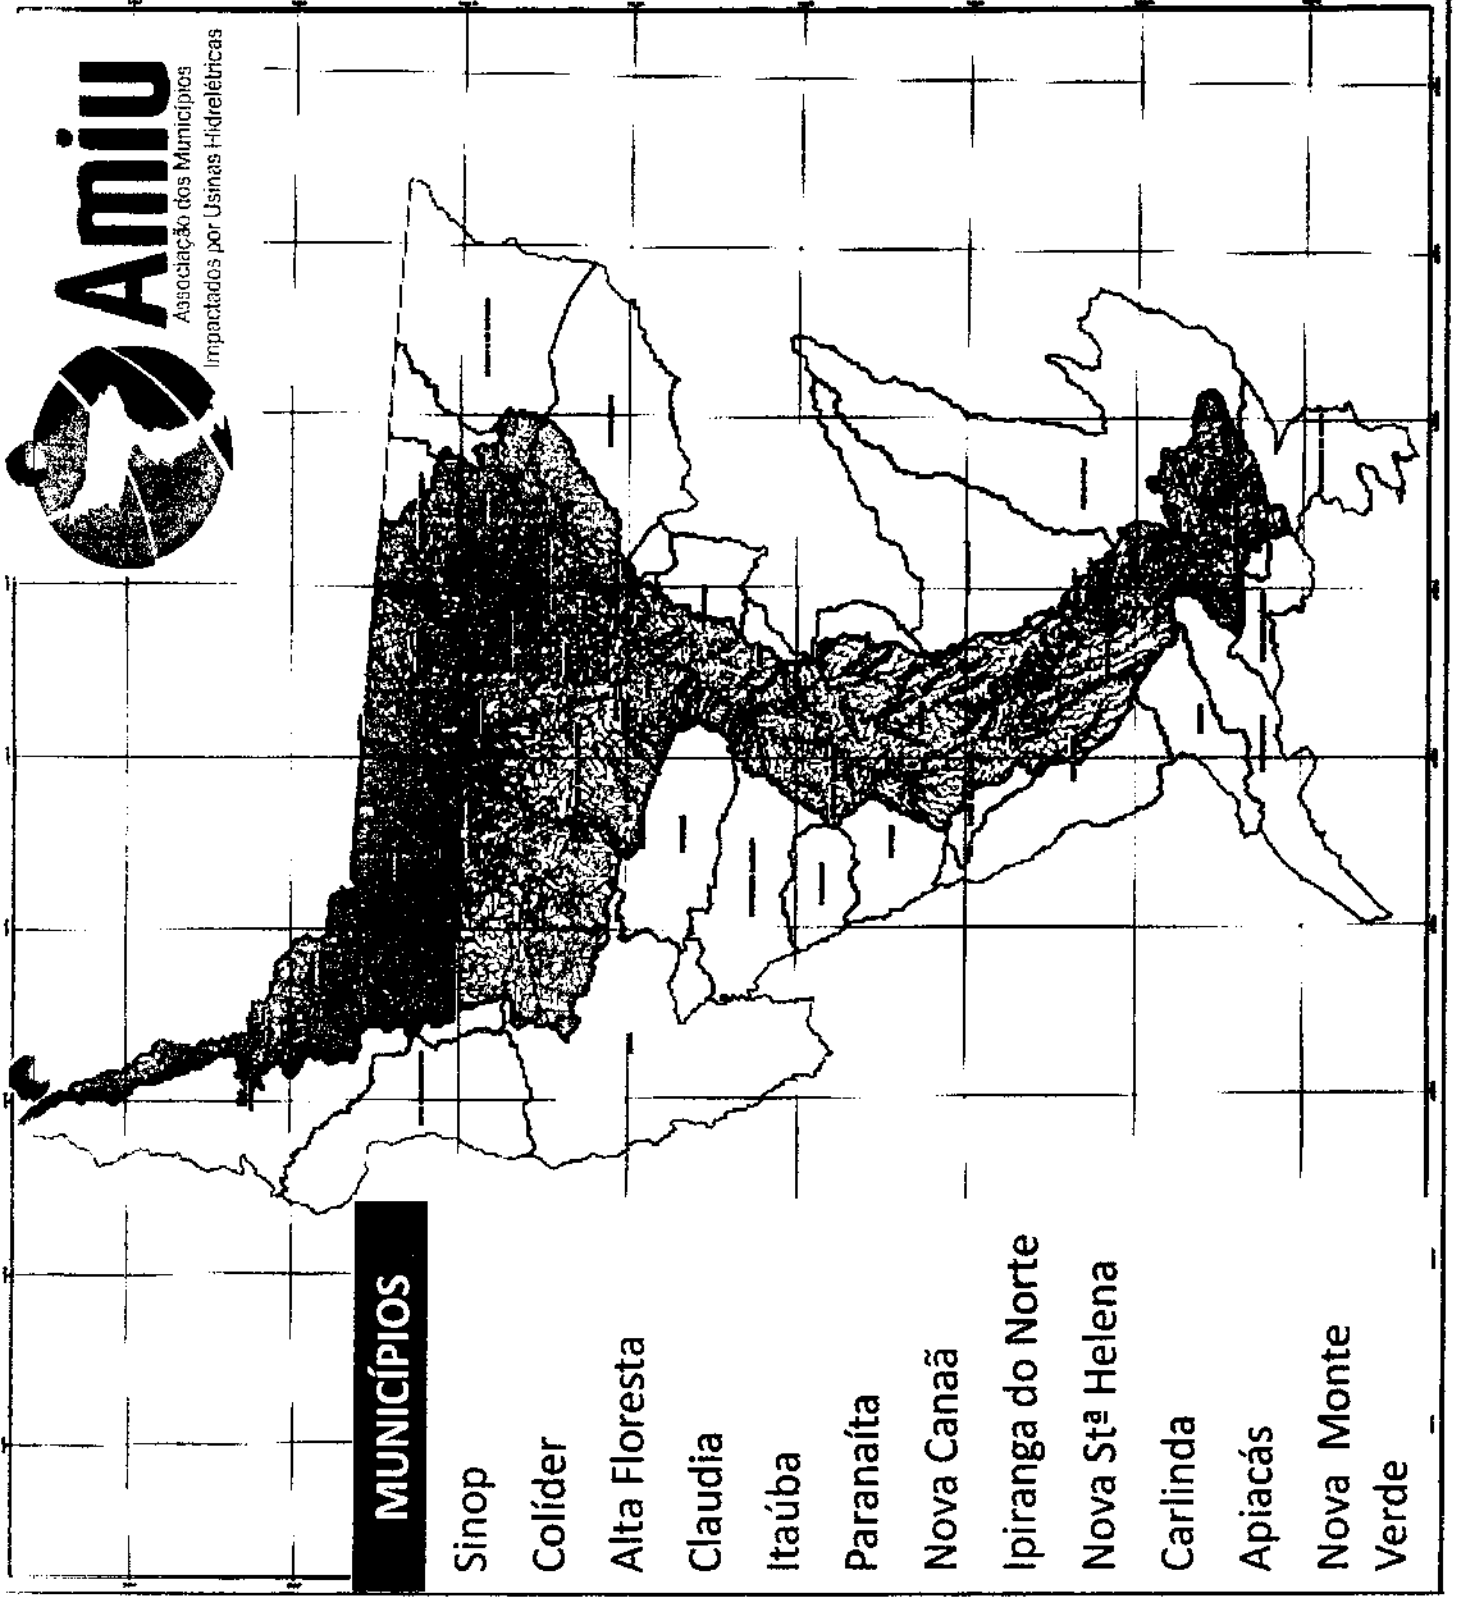 Amiu
Associação dos Municípios
Impactados por Usinas Hidrelétricas
MUNICÍPIOS
Sinop
Colíder
Alta Floresta
Claudia
Itaúba
Paranaíta
Nova Canaã
Ipiranga do Norte
Nova Stª Helena
Carlinda
Apiacás
Nova Monte
Verde